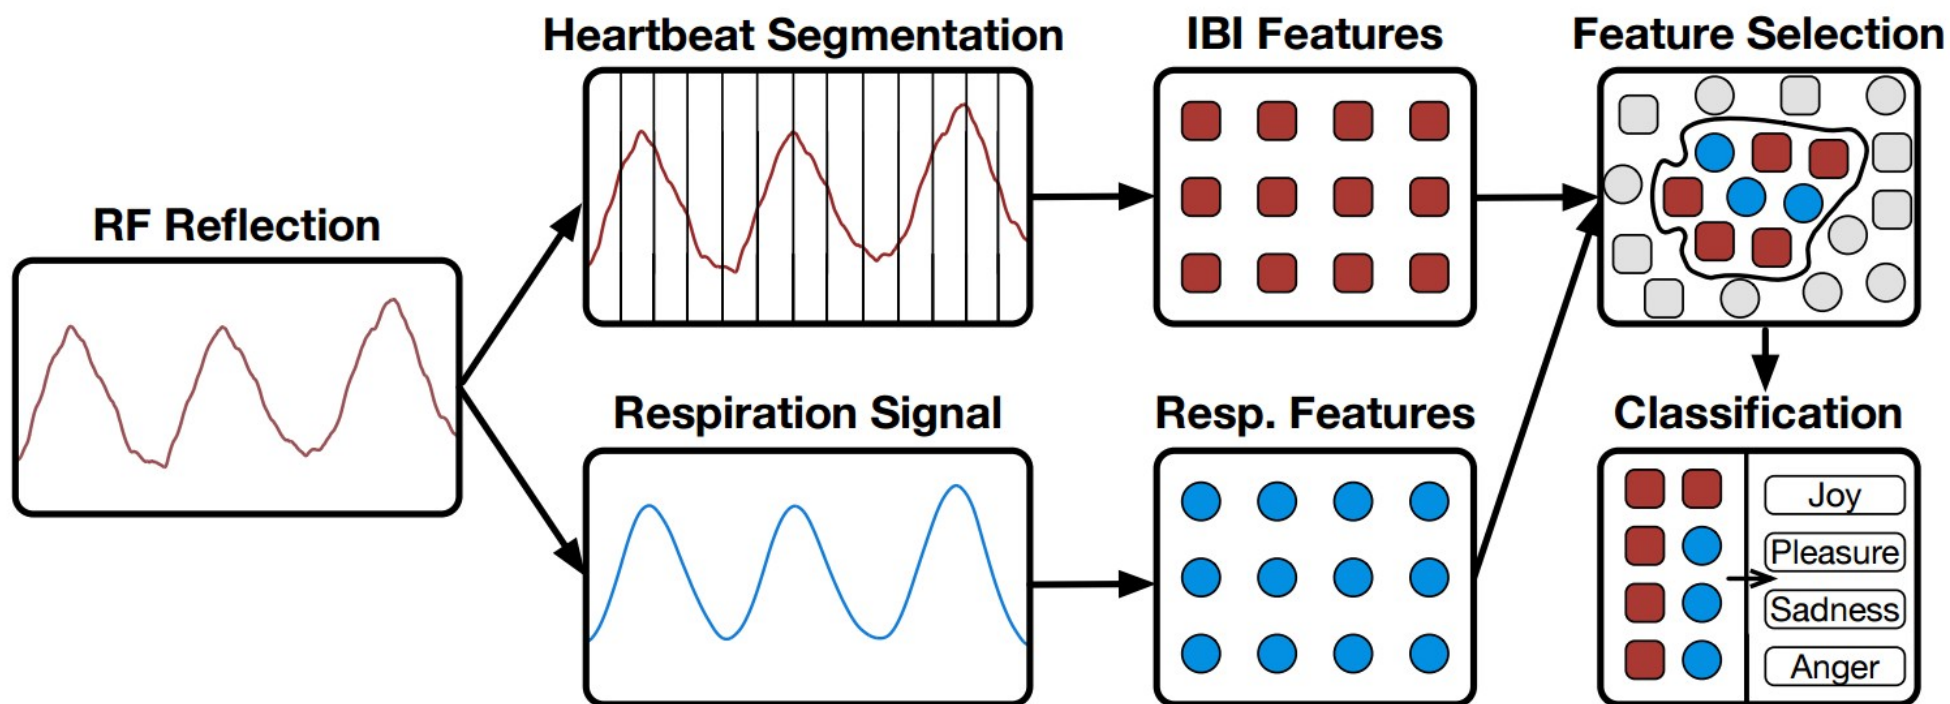 RF Reflection
Heartbeat Segmentation
IBI Features
Feature Selection
Respiration Signal
Resp. Features
Classification
Joy
Pleasure
Sadness
Anger